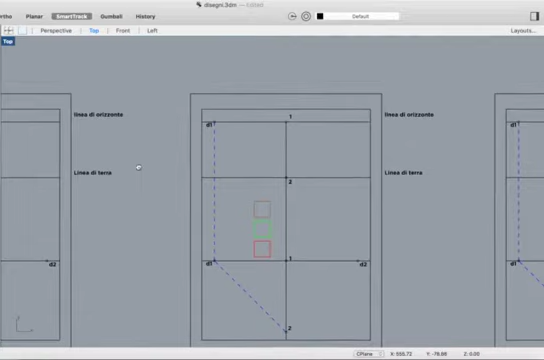 disegni.3dm — Edited
Ortho Planar SmartTrack Gumball History
Default
Perspective Top Front Left Layouts...
Top
linea di orizzonte
Linea di terra
d2
d1 1
2
d1 1 d2
2
linea di orizzonte
Linea di terra
d1
d1
CPlane X: 555.72 Y: -79.88 Z: 0.00